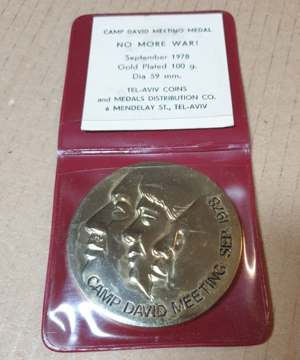 CAMP DAVID MEETING MEDAL
NO MORE WAR!
September 1978
Gold Plated 100 g.
Dia 59 mm.
TEL-AVIV COINS
and MEDALS DISTRIBUTION CO.
6 MENDELAY ST., TEL-AVIV
CAMP DAVID MEETING SEP. 1978